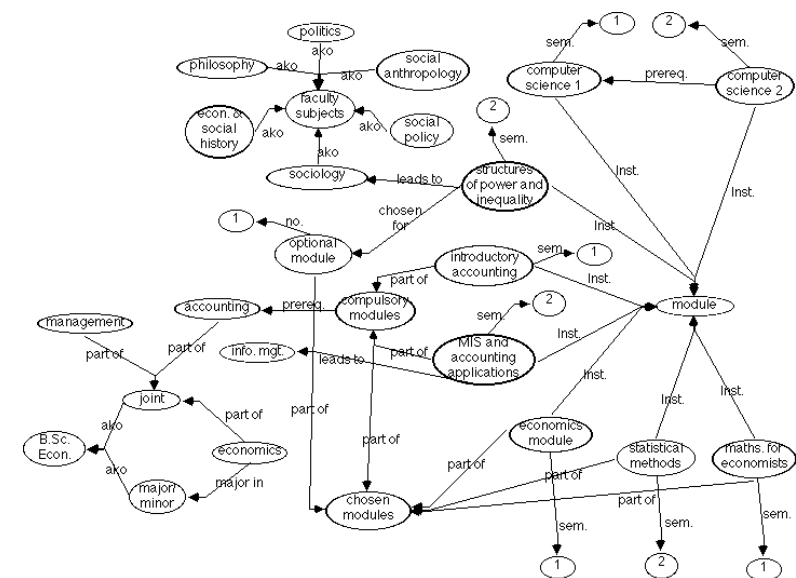 politics
ako
philosophy
ako
ako
social
anthropology
faculty
subjects
econ. &
social
history
ako
ako
social
policy
ako
sociology
leads to
1
2
sem.
sem.
computer
science 1
prereq.
computer
science 2
2
sem.
structures
of power and
inequality
Inst.
Inst.
Inst.
chosen
for
1
no.
optional
module
introductory
accounting
sem.
1
part of
Inst.
accounting
prereq.
compulsory
modules
module
management
2
sem.
part of
part of
info. mgt.
leads to
part of
MIS and
accounting
applications
Inst.
Inst.
Inst.
Inst.
joint
part of
part of
ako
part of
B.Sc.
Econ.
economics
ako
major in
major/
minor
economics
module
statistical
methods
maths. for
economists
part of
part of
part of
chosen
modules
sem.
sem.
sem.
1
2
1